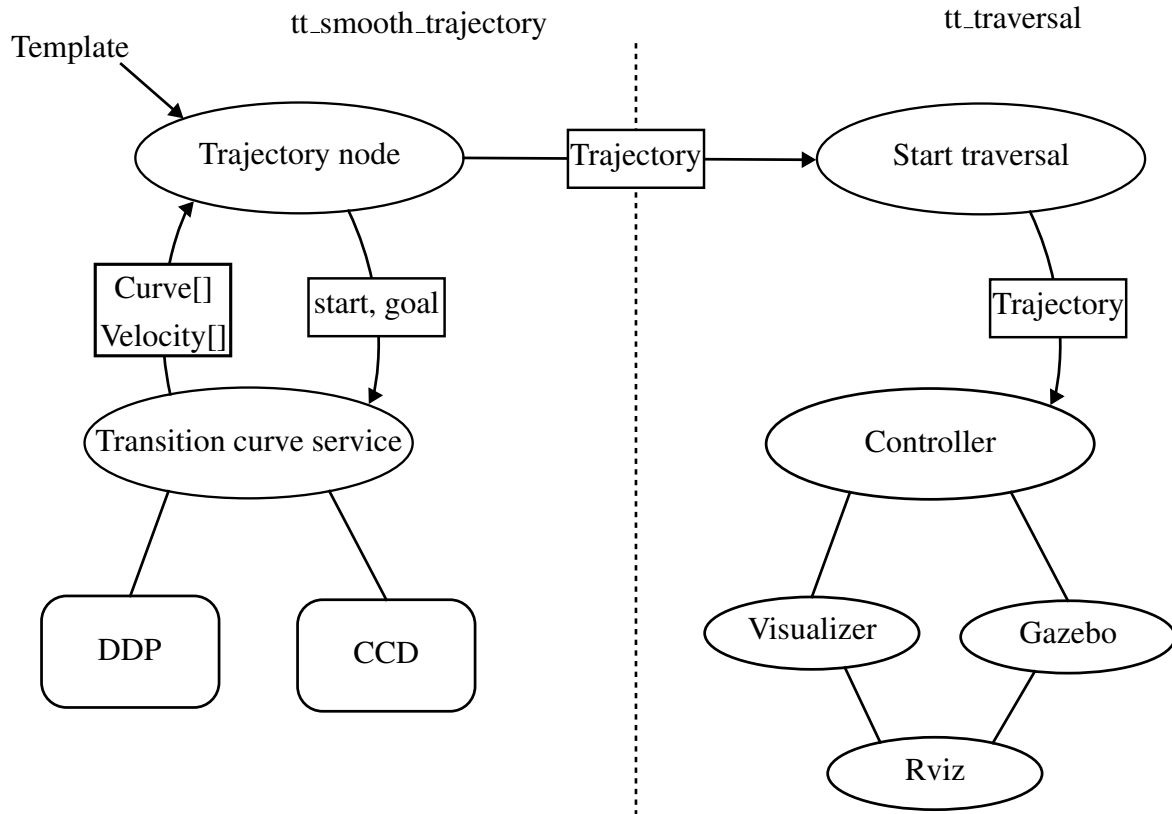 tt_smooth_trajectory
tt_traversal
Template
Trajectory node
Trajectory
Start traversal
Curve[]
Velocity[]
start, goal
Trajectory
Transition curve service
Controller
DDP
CCD
Visualizer
Gazebo
Rviz